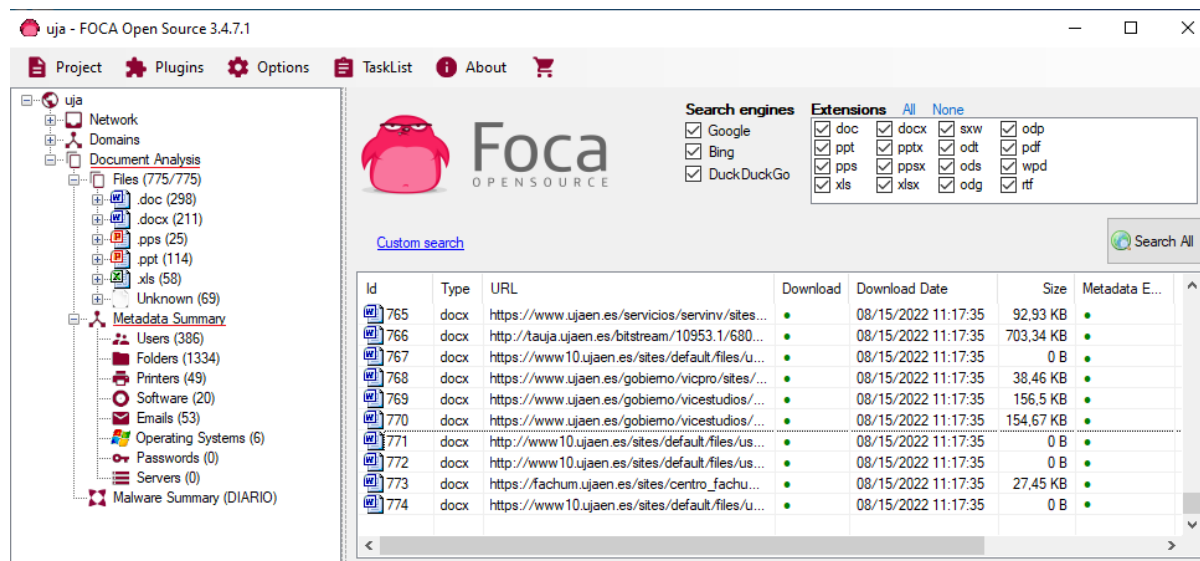 uja - FOCA Open Source 3.4.7.1
Project Plugins Options TaskList About
uja
Network
Domains
Document Analysis
Files (775/775)
.doc (298)
.docx (211)
.pps (25)
.ppt (114)
.xls (58)
Unknown (69)
Metadata Summary
Users (386)
Folders (1334)
Printers (49)
Software (20)
Emails (53)
Operating Systems (6)
Passwords (0)
Servers (0)
Malware Summary (DIARIO)
Foca
OPENSOURCE
Search engines
Google
Bing
DuckDuckGo
Extensions All None
doc docx sxw odp
ppt pptx odt pdf
pps ppsx ods wpd
xls xlsx odg rtf
Custom search
Search All
Id Type URL Download Download Date Size Metadata E...
765 docx https://www.ujaen.es/servicios/servinv/sites... 08/15/2022 11:17:35 92,93 KB
766 docx http://tauja.ujaen.es/bitstream/10953.1/680... 08/15/2022 11:17:35 703,34 KB
767 docx https://www10.ujaen.es/sites/default/files/u... 08/15/2022 11:17:35 0 B
768 docx https://www.ujaen.es/gobierno/vicpro/sites/... 08/15/2022 11:17:35 38,46 KB
769 docx https://www.ujaen.es/gobierno/vicestudios/... 08/15/2022 11:17:35 156,5 KB
770 docx https://www.ujaen.es/gobierno/vicestudios/... 08/15/2022 11:17:35 154,67 KB
771 docx http://www10.ujaen.es/sites/default/files/us... 08/15/2022 11:17:35 0 B
772 docx http://www10.ujaen.es/sites/default/files/us... 08/15/2022 11:17:35 0 B
773 docx https://fachum.ujaen.es/sites/centro_fachu... 08/15/2022 11:17:35 27,45 KB
774 docx https://www10.ujaen.es/sites/default/files/u... 08/15/2022 11:17:35 0 B